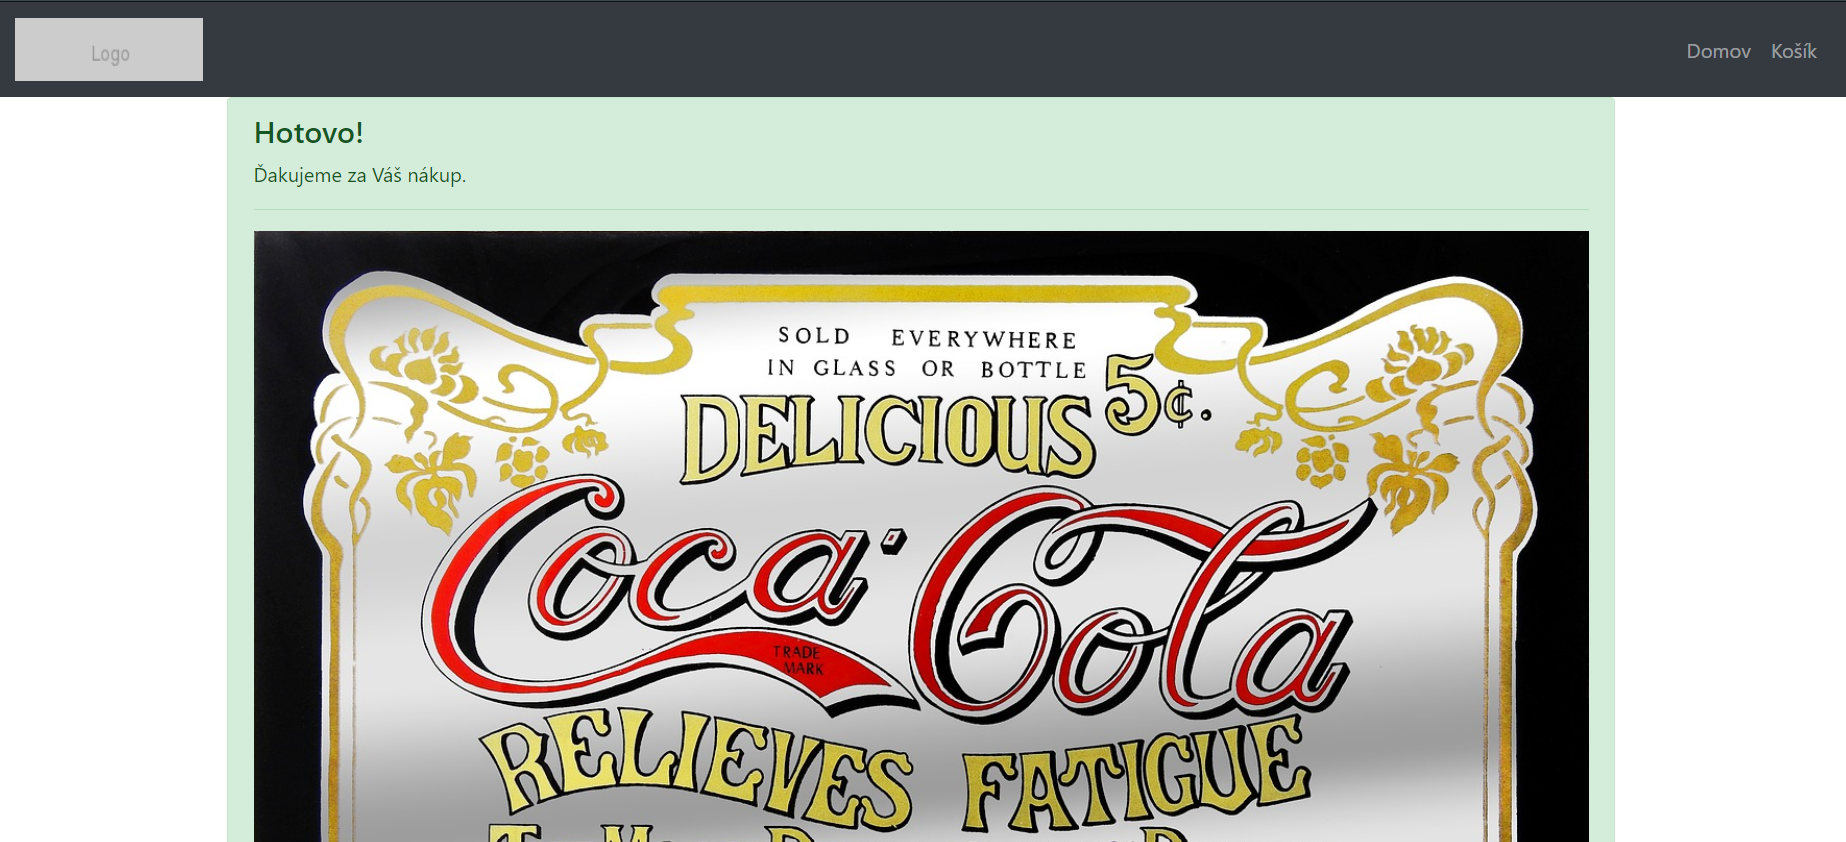 Logo
Domov
Košík
Hotovo!
Ďakujeme za Váš nákup.
SOLD EVERYWHERE
IN GLASS OR BOTTLE
5¢.
DELICIOUS
Coca·Cola
TRADE
MARK
RELIEVES FATIGUE